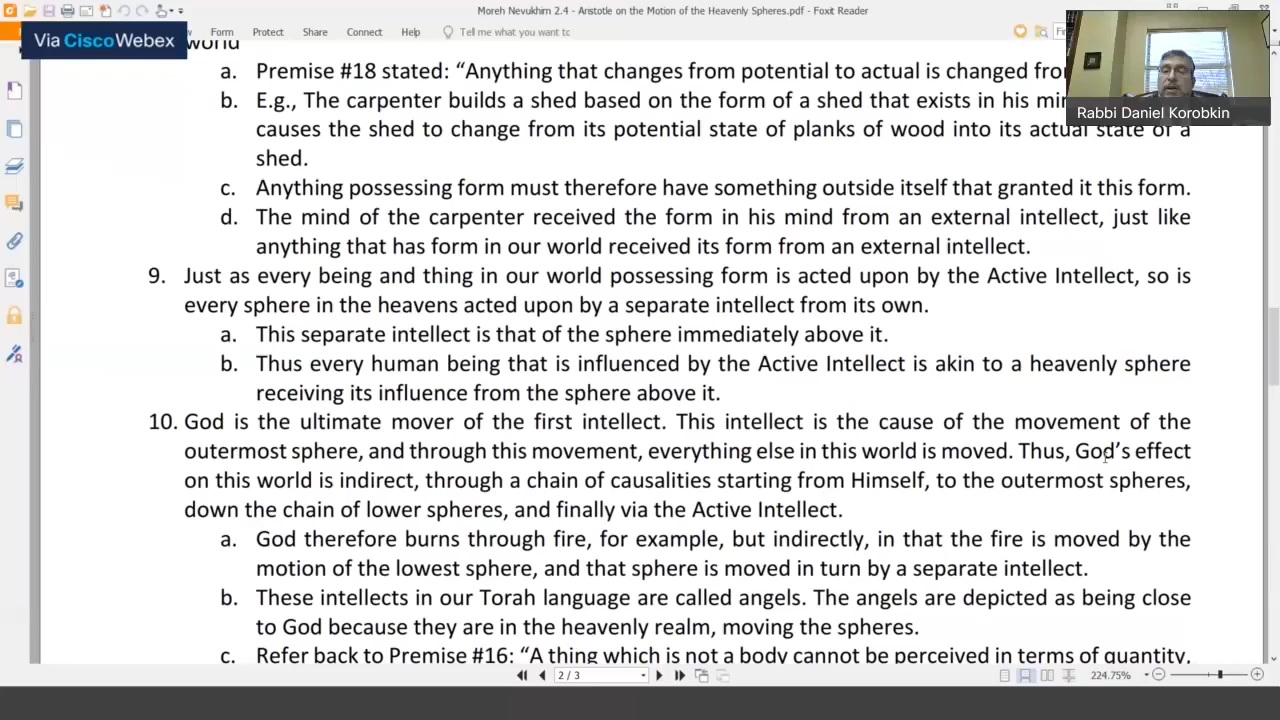 Moreh Nevukhim 2.4 - Aristotle on the Motion of the Heavenly Spheres.pdf - Foxit Reader
Via Cisco Webex
Form Protect Share Connect Help Tell me what you want to
world
a. Premise #18 stated: “Anything that changes from potential to actual is changed
b. E.g., The carpenter builds a shed based on the form of a shed that exists in his
Rabbi Daniel Korobkin
causes the shed to change from its potential state of planks of wood into its actual state of a
shed.
c. Anything possessing form must therefore have something outside itself that granted it this form.
d. The mind of the carpenter received the form in his mind from an external intellect, just like
anything that has form in our world received its form from an external intellect.
9. Just as every being and thing in our world possessing form is acted upon by the Active Intellect, so is
every sphere in the heavens acted upon by a separate intellect from its own.
a. This separate intellect is that of the sphere immediately above it.
b. Thus every human being that is influenced by the Active Intellect is akin to a heavenly sphere
receiving its influence from the sphere above it.
10. God is the ultimate mover of the first intellect. This intellect is the cause of the movement of the
outermost sphere, and through this movement, everything else in this world is moved. Thus, God’s effect
on this world is indirect, through a chain of causalities starting from Himself, to the outermost spheres,
down the chain of lower spheres, and finally via the Active Intellect.
a. God therefore burns through fire, for example, but indirectly, in that the fire is moved by the
motion of the lowest sphere, and that sphere is moved in turn by a separate intellect.
b. These intellects in our Torah language are called angels. The angels are depicted as being close
to God because they are in the heavenly realm, moving the spheres.
c. Refer back to Premise #16: “A thing which is not a body cannot be perceived in terms of quantity,
2 / 3
224.75%